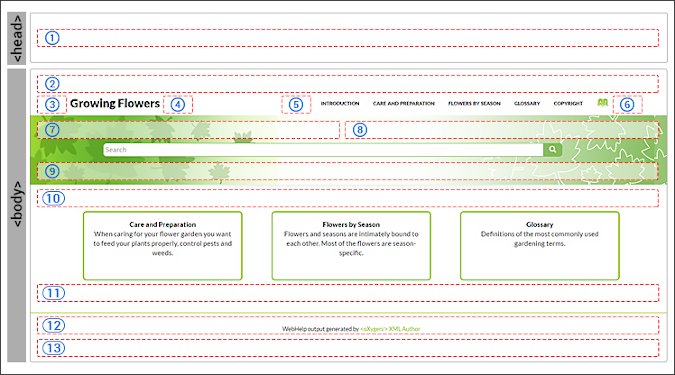 <head>
1
<body>
2
3 Growing Flowers 4 5 INTRODUCTION CARE AND PREPARATION FLOWERS BY SEASON GLOSSARY COPYRIGHT 6
7 8
Search
9
10
Care and Preparation
When caring for your flower garden you want
to feed your plants properly, control pests and
weeds.
Flowers by Season
Flowers and seasons are intimately bound to
each other. Most of the flowers are season-
specific.
Glossary
Definitions of the most commonly used
gardening terms.
11
12
WebHelp output generated by <oXygen/> XML Author
13